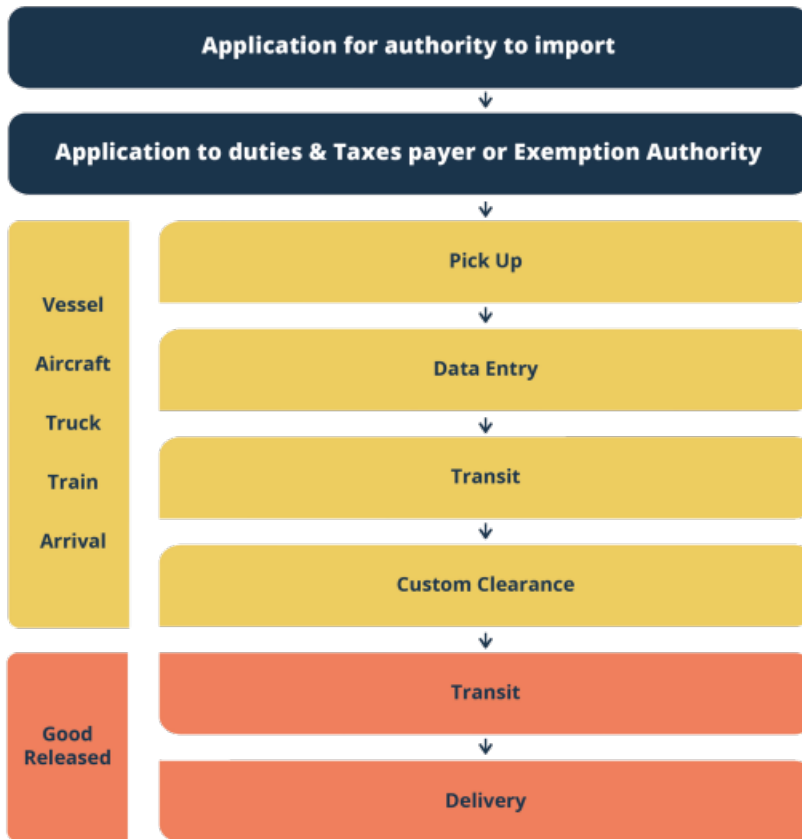 Application for authority to import
Application to duties & Taxes payer or Exemption Authority
Vessel
Aircraft
Truck
Train
Arrival
Pick Up
Data Entry
Transit
Custom Clearance
Good
Released
Transit
Delivery